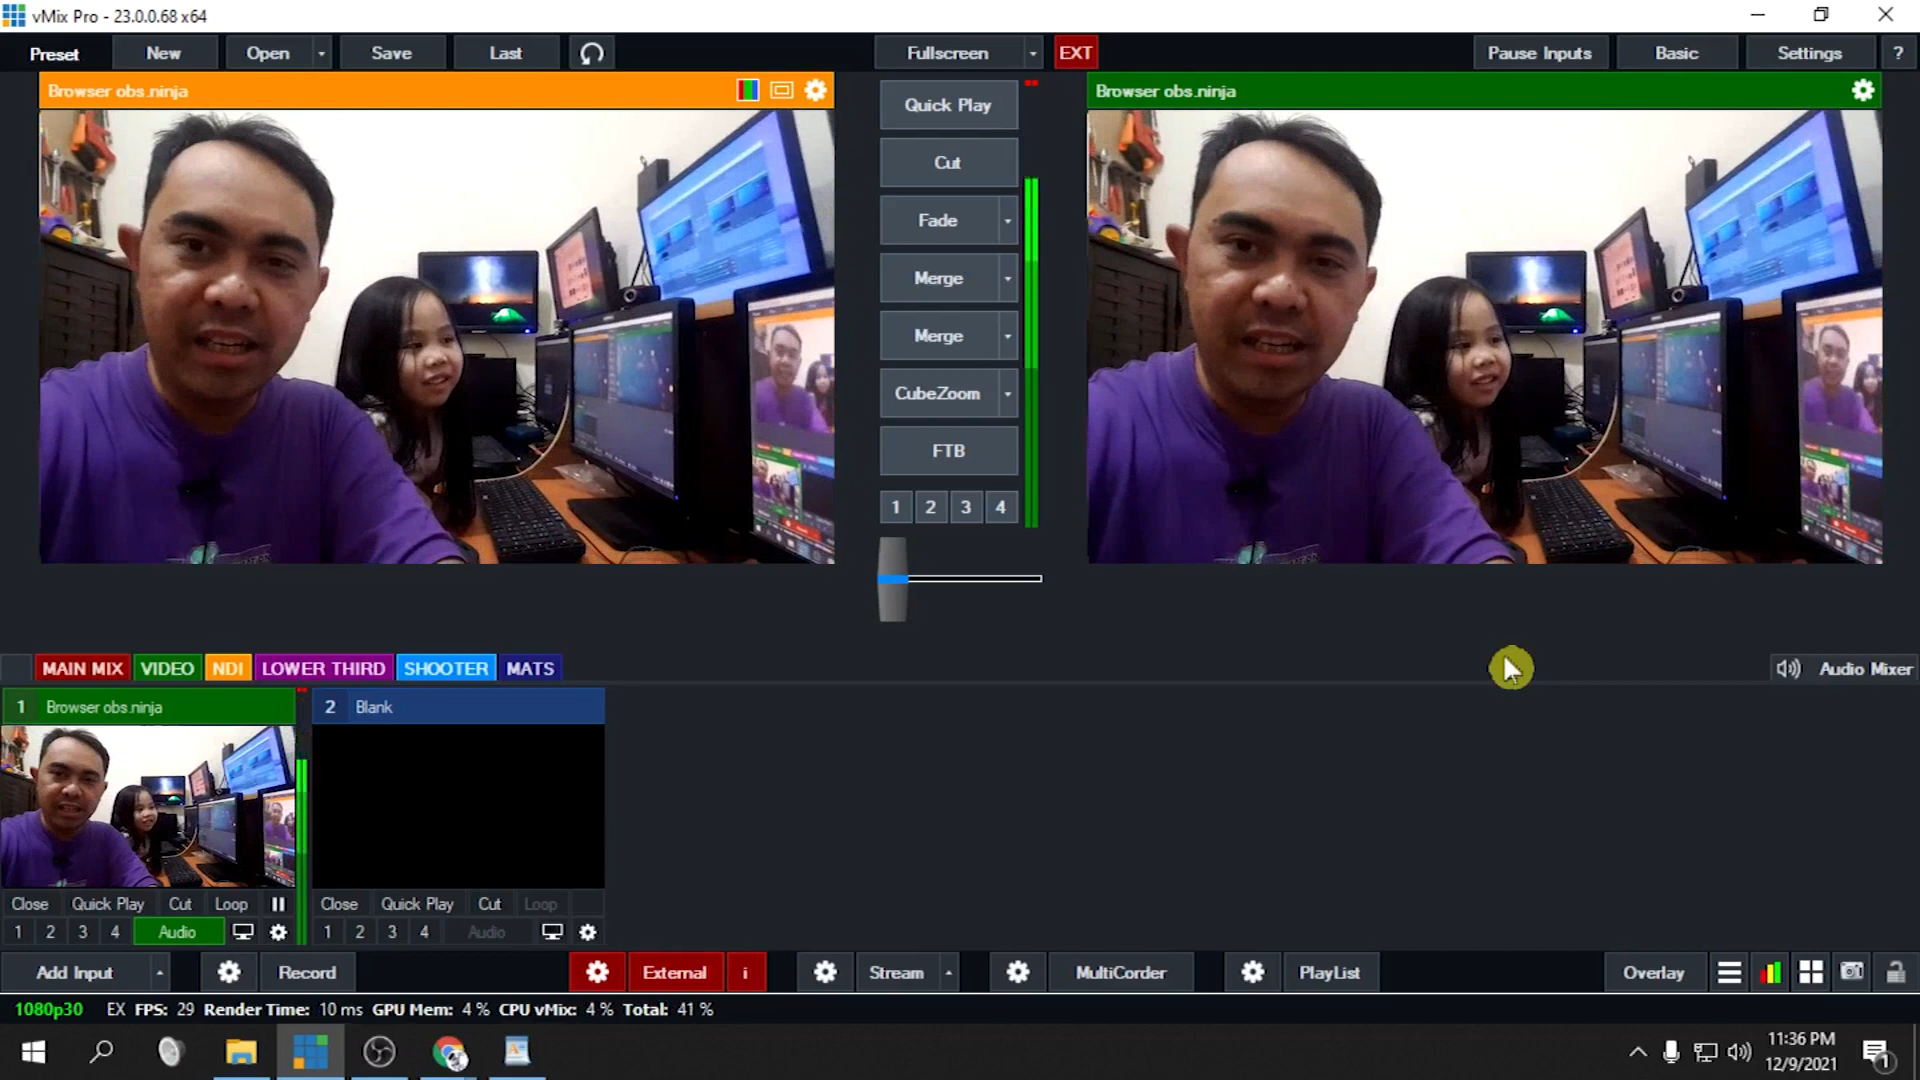 vMix Pro - 23.0.0.68 x64
Preset New Open Save Last Fullscreen EXT Pause Inputs Basic Settings ?
Browser obs.ninja
Browser obs.ninja
Quick Play
Cut
Fade
Merge
Merge
CubeZoom
FTB
1 2 3 4
MAIN MIX VIDEO NDI LOWER THIRD SHOOTER MATS Audio Mixer
1 Browser obs.ninja 2 Blank
Close Quick Play Cut Loop Close Quick Play Cut Loop
1 2 3 4 Audio 1 2 3 4 Audio
Add Input Record External i Stream MultiCorder PlayList Overlay
1080p30 EX FPS: 29 Render Time: 10 ms GPU Mem: 4 % CPU vMix: 4 % Total: 41 %
11:36 PM
12/9/2021
1